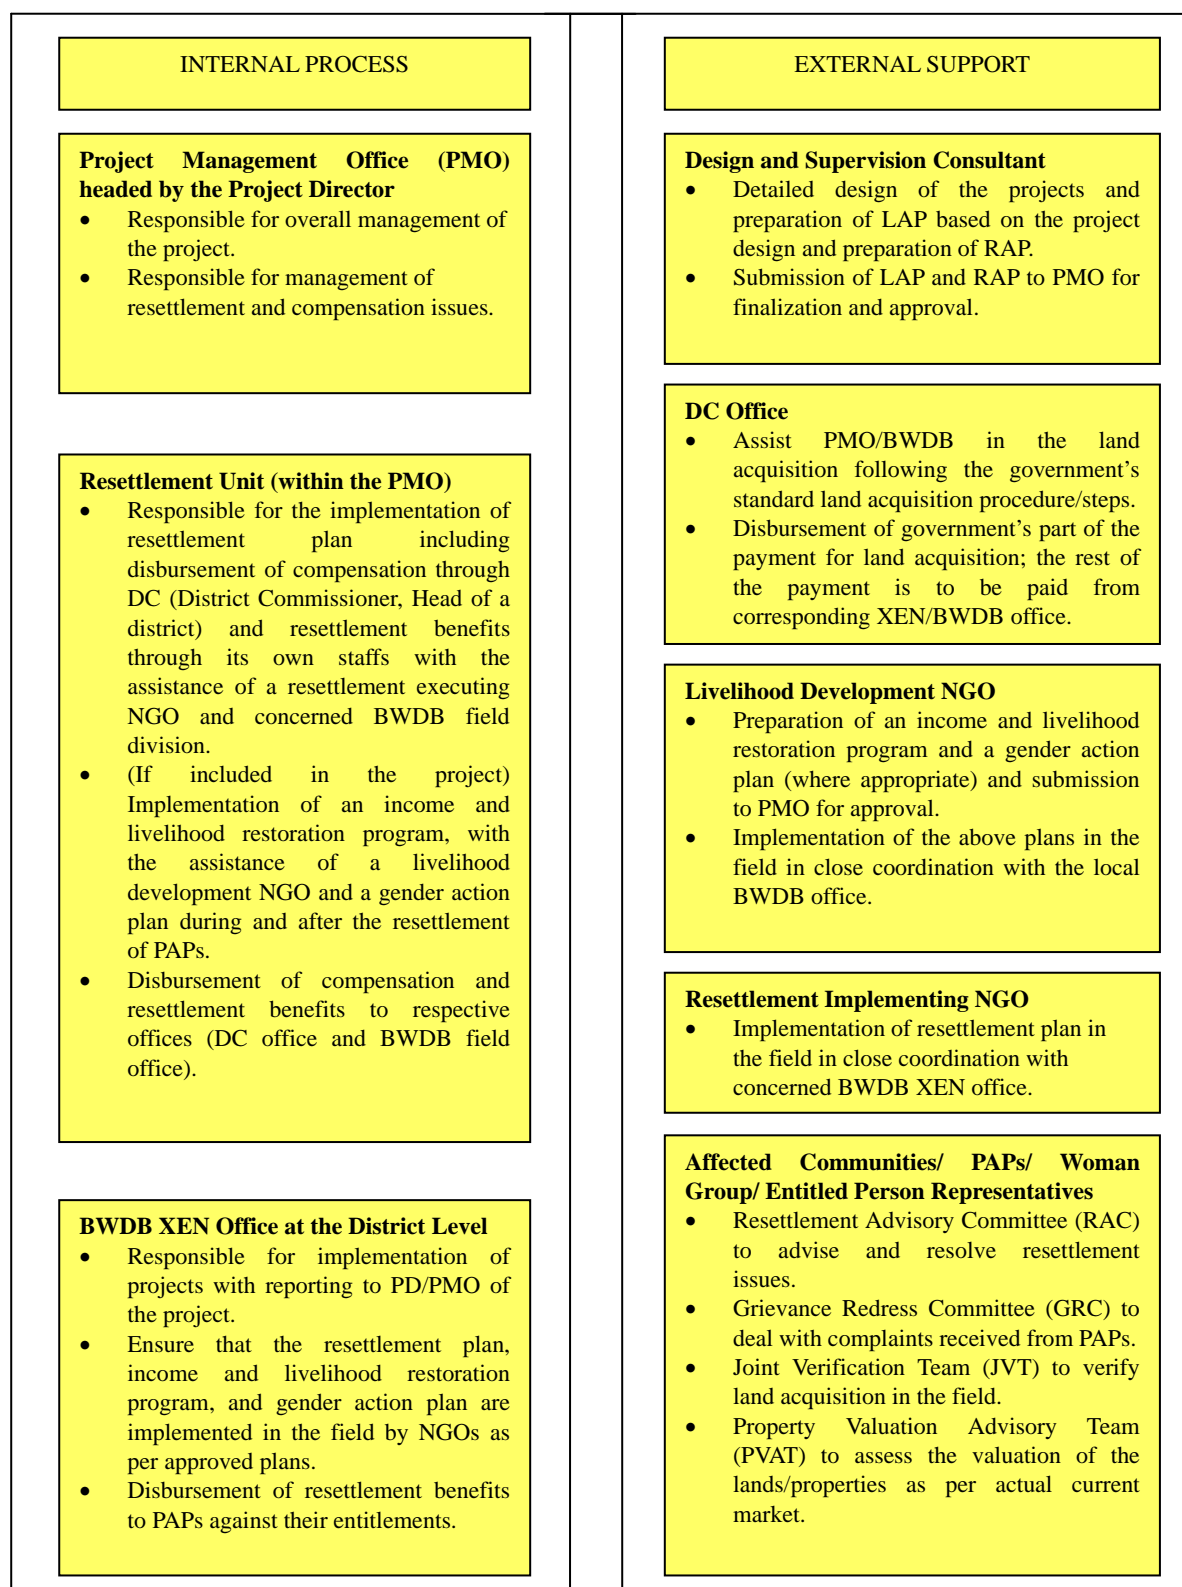 INTERNAL PROCESS
Project Management Office (PMO)
headed by the Project Director
• Responsible for overall management of
the project.
• Responsible for management of
resettlement and compensation issues.
Resettlement Unit (within the PMO)
• Responsible for the implementation of
resettlement plan including
disbursement of compensation through
DC (District Commissioner, Head of a
district) and resettlement benefits
through its own staffs with the
assistance of a resettlement executing
NGO and concerned BWDB field
division.
• (If included in the project)
Implementation of an income and
livelihood restoration program, with
the assistance of a livelihood
development NGO and a gender action
plan during and after the resettlement
of PAPs.
• Disbursement of compensation and
resettlement benefits to respective
offices (DC office and BWDB field
office).
BWDB XEN Office at the District Level
• Responsible for implementation of
projects with reporting to PD/PMO of
the project.
• Ensure that the resettlement plan,
income and livelihood restoration
program, and gender action plan are
implemented in the field by NGOs as
per approved plans.
• Disbursement of resettlement benefits
to PAPs against their entitlements.
EXTERNAL SUPPORT
Design and Supervision Consultant
• Detailed design of the projects and
preparation of LAP based on the project
design and preparation of RAP.
• Submission of LAP and RAP to PMO for
finalization and approval.
DC Office
• Assist PMO/BWDB in the land
acquisition following the government's
standard land acquisition procedure/steps.
• Disbursement of government's part of the
payment for land acquisition; the rest of
the payment is to be paid from
corresponding XEN/BWDB office.
Livelihood Development NGO
• Preparation of an income and livelihood
restoration program and a gender action
plan (where appropriate) and submission
to PMO for approval.
• Implementation of the above plans in the
field in close coordination with the local
BWDB office.
Resettlement Implementing NGO
• Implementation of resettlement plan in
the field in close coordination with
concerned BWDB XEN office.
Affected Communities/ PAPs/ Woman
Group/ Entitled Person Representatives
• Resettlement Advisory Committee (RAC)
to advise and resolve resettlement
issues.
• Grievance Redress Committee (GRC) to
deal with complaints received from PAPs.
• Joint Verification Team (JVT) to verify
land acquisition in the field.
• Property Valuation Advisory Team
(PVAT) to assess the valuation of the
lands/properties as per actual current
market.